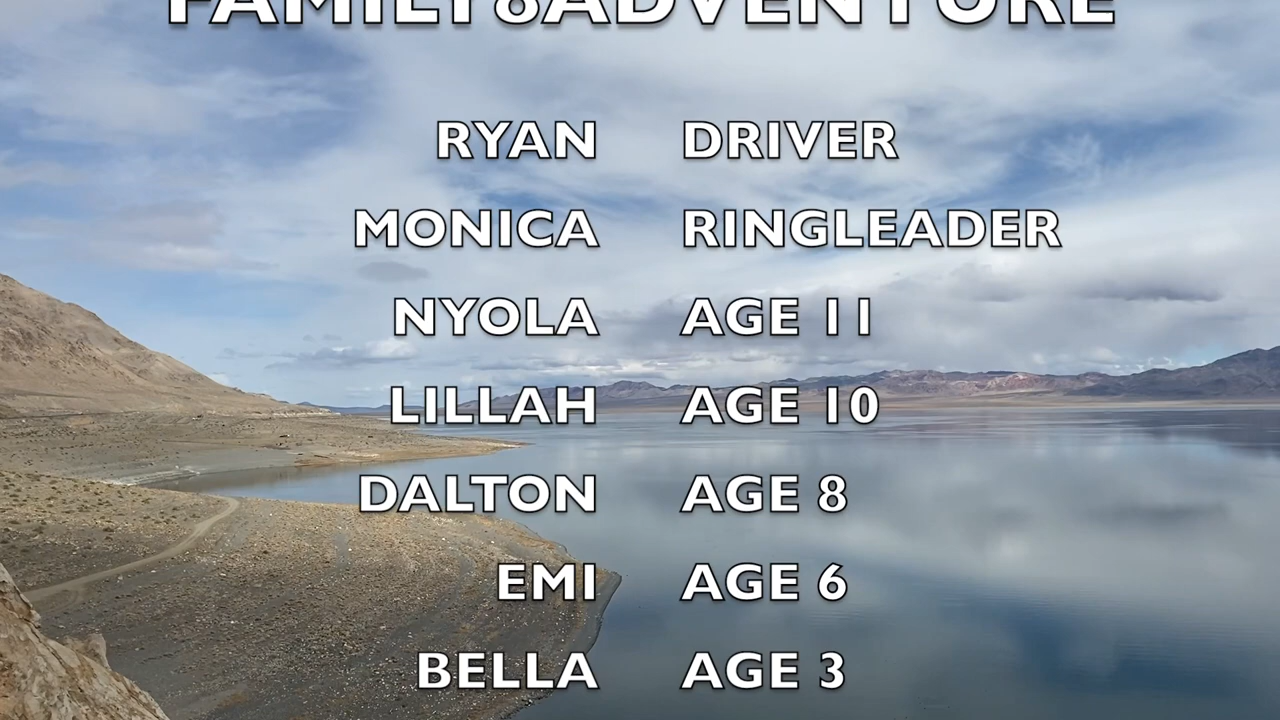 FAMILY8ADVENTURE
RYAN DRIVER
MONICA RINGLEADER
NYOLA AGE 11
LILLAH AGE 10
DALTON AGE 8
EMI AGE 6
BELLA AGE 3